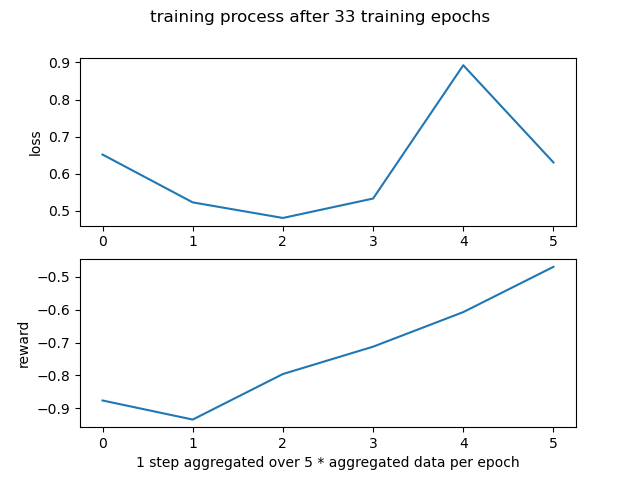 training process after 33 training epochs
0.9
0.8
0.7
0.6
0.5
loss
0 1 2 3 4 5
−0.5
−0.6
−0.7
−0.8
−0.9
reward
0 1 2 3 4 5
1 step aggregated over 5 * aggregated data per epoch